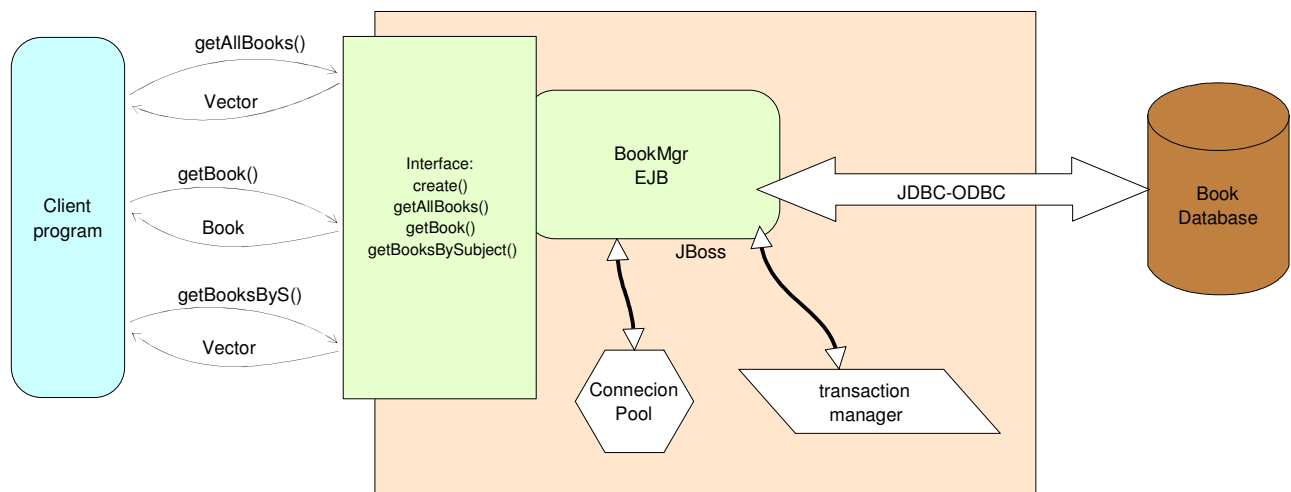 getAllBooks()
Vector
getBook()
Book
getBooksByS()
Vector
Client
program
Interface:
create()
getAllBooks()
getBook()
getBooksBySubject()
BookMgr
EJB
JBoss
JDBC-ODBC
Book
Database
Connecion
Pool
transaction
manager